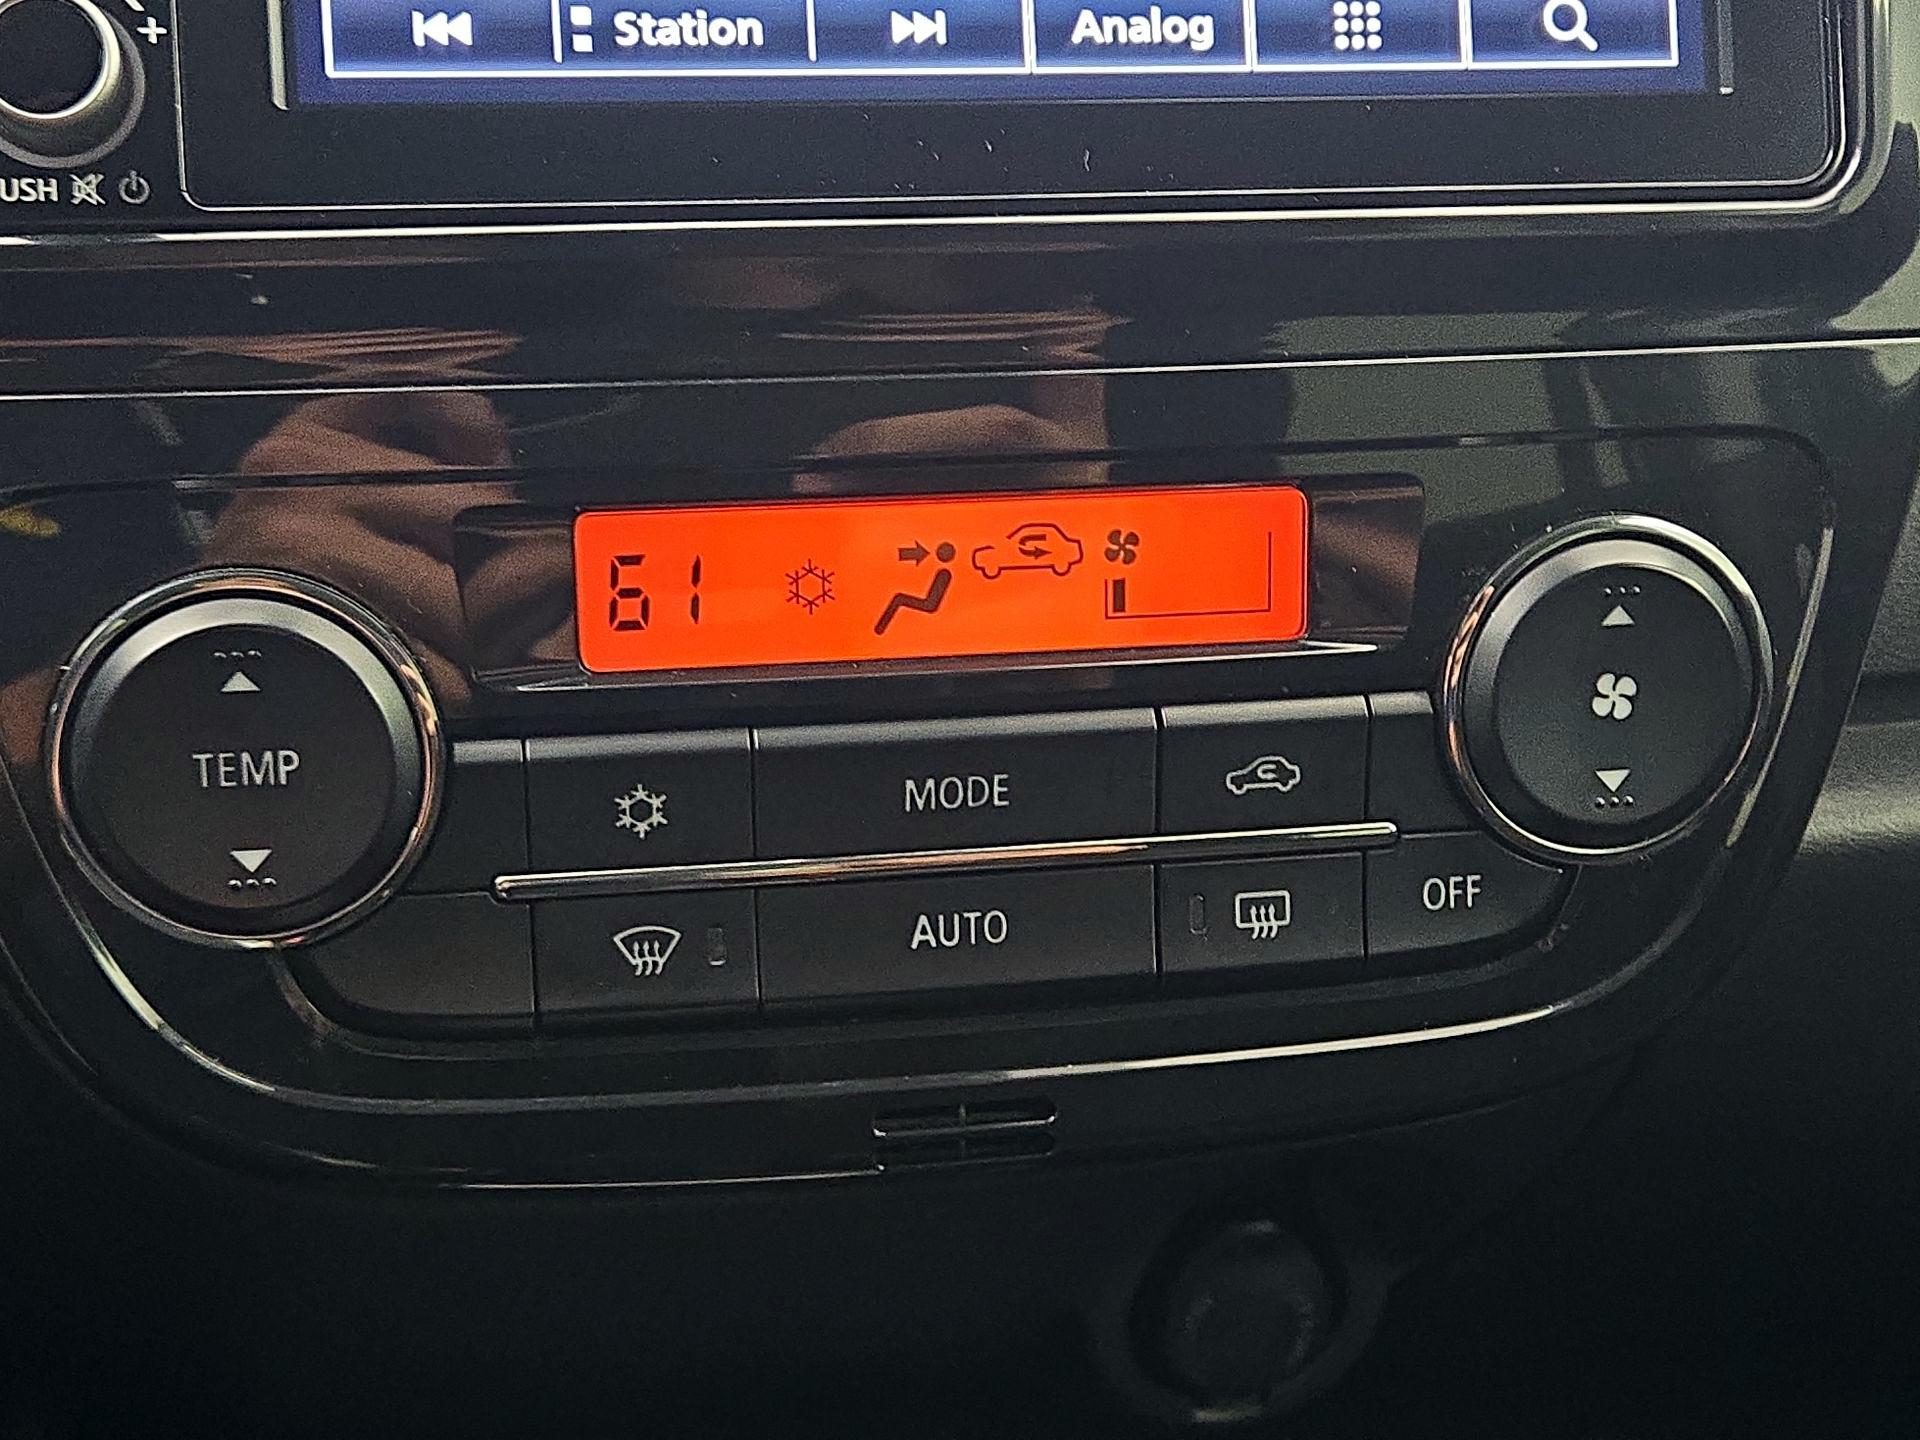 Station
Analog
USH
61
TEMP
MODE
AUTO
OFF